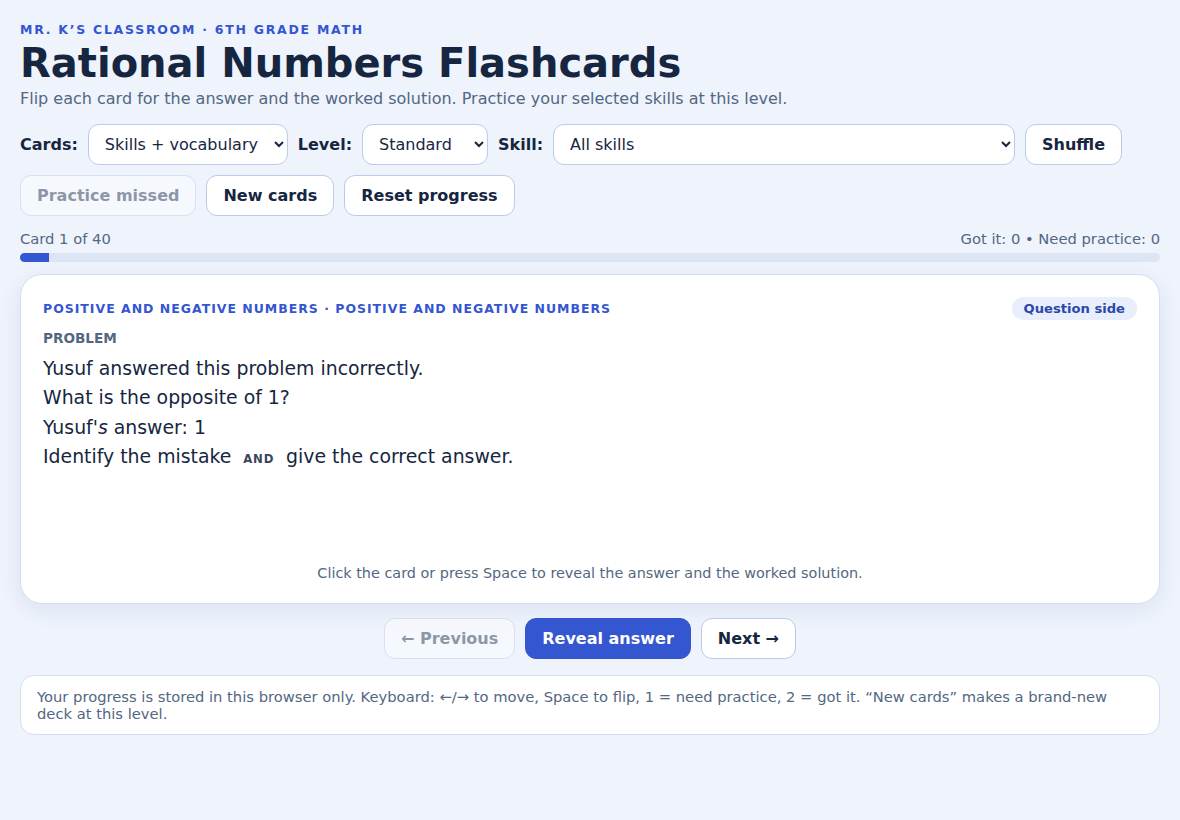 MR. K’S CLASSROOM · 6TH GRADE MATH
Rational Numbers Flashcards
Flip each card for the answer and the worked solution. Practice your selected skills at this level.
Cards: Skills + vocabulary Level: Standard Skill: All skills Shuffle
Practice missed New cards Reset progress
Card 1 of 40 Got it: 0 • Need practice: 0
POSITIVE AND NEGATIVE NUMBERS · POSITIVE AND NEGATIVE NUMBERS Question side
PROBLEM
Yusuf answered this problem incorrectly.
What is the opposite of 1?
Yusuf's answer: 1
Identify the mistake AND give the correct answer.
Click the card or press Space to reveal the answer and the worked solution.
← Previous Reveal answer Next →
Your progress is stored in this browser only. Keyboard: ←/→ to move, Space to flip, 1 = need practice, 2 = got it. “New cards” makes a brand-new
deck at this level.